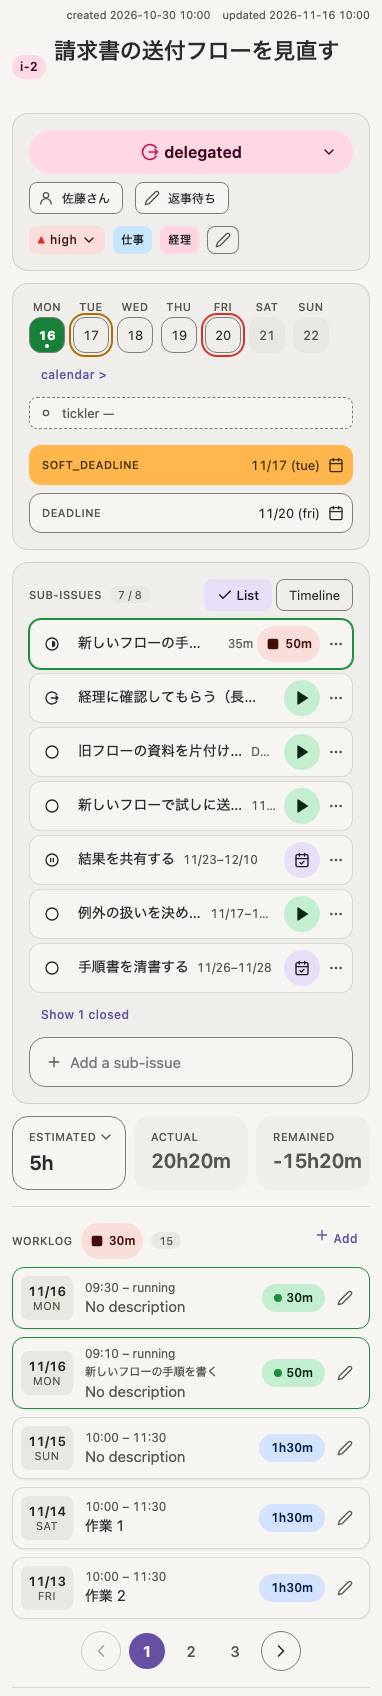 created 2026-10-30 10:00 updated 2026-11-16 10:00
i-2 請求書の送付フローを見直す
delegated
佐藤さん 返事待ち
high 仕事 経理
MON TUE WED THU FRI SAT SUN
16 17 18 19 20 21 22
calendar >
tickler —
SOFT_DEADLINE 11/17 (tue)
DEADLINE 11/20 (fri)
SUB-ISSUES 7 / 8 List Timeline
新しいフローの手… 35m 50m
経理に確認してもらう（長…
旧フローの資料を片付け… D…
新しいフローで試しに送… 11…
結果を共有する 11/23–12/10
例外の扱いを決め… 11/17–1…
手順書を清書する 11/26–11/28
Show 1 closed
Add a sub-issue
ESTIMATED ACTUAL REMAINED
5h 20h20m -15h20m
WORKLOG 30m 15 + Add
11/16 MON 09:30 – running
No description 30m
11/16 MON 09:10 – running
新しいフローの手順を書く
No description 50m
11/15 SUN 10:00 – 11:30
No description 1h30m
11/14 SAT 10:00 – 11:30
作業 1 1h30m
11/13 FRI 10:00 – 11:30
作業 2 1h30m
1 2 3